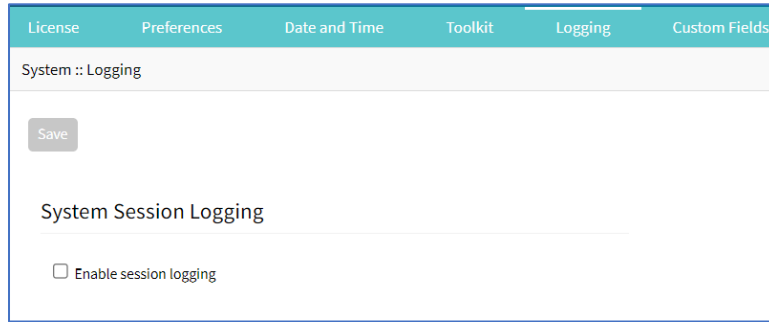 License Preferences Date and Time Toolkit Logging Custom Fields
System :: Logging
Save
System Session Logging
Enable session logging